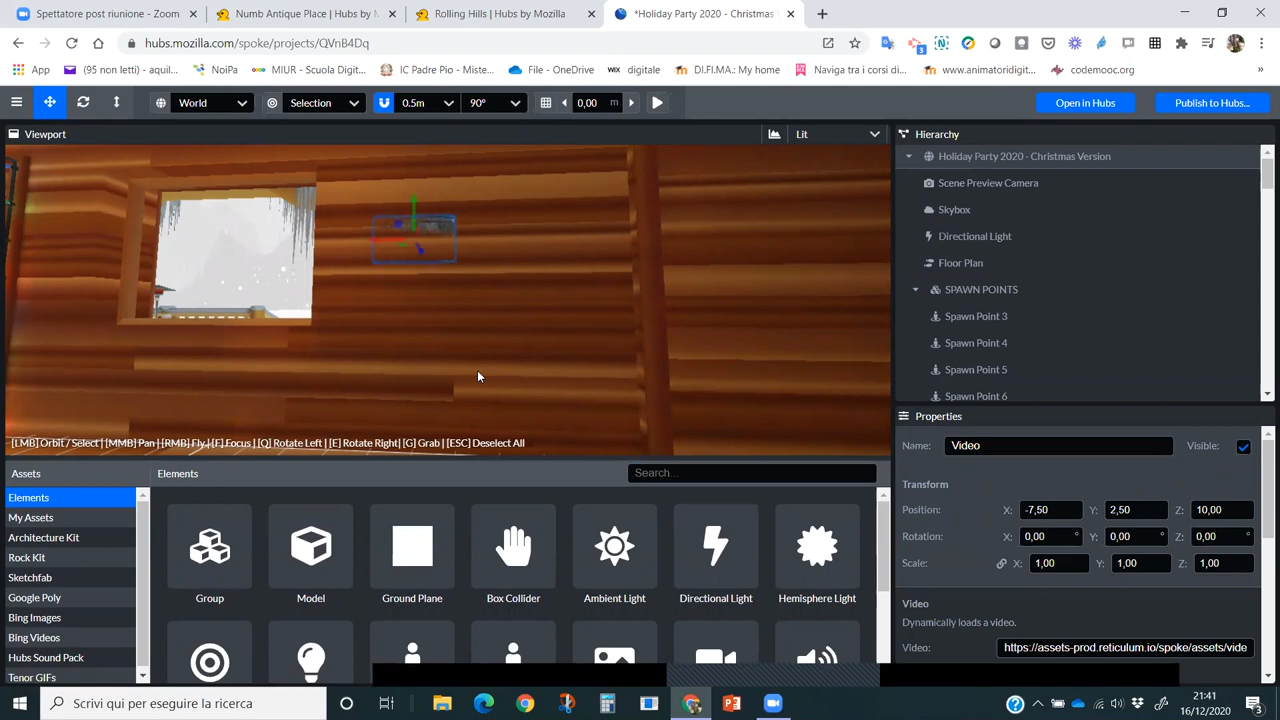 Spettatore post riunione - Zoom
Numb Antique Place | Hubs by M
Rolling Hills | Hubs by Mozilla
*Holiday Party 2020 - Christmas
hubs.mozilla.com/spoke/projects/QVnB4Dq
App
(95 non letti) - aquil...
NoiPa
MIUR - Scuola Digit...
IC Padre Pio - Miste...
File - OneDrive
WIX digitale
DI.FI.MA.: My home
Naviga tra i corsi di...
www.animatoridigit...
codemooc.org
World
Selection
0.5m
90°
0,00 m
Open in Hubs
Publish to Hubs...
Viewport
Lit
[LMB] Orbit / Select | [MMB] Pan | [RMB] Fly | [F] Focus | [Q] Rotate Left | [E] Rotate Right | [G] Grab | [ESC] Deselect All
Hierarchy
Holiday Party 2020 - Christmas Version
Scene Preview Camera
Skybox
Directional Light
Floor Plan
SPAWN POINTS
Spawn Point 3
Spawn Point 4
Spawn Point 5
Spawn Point 6
Properties
Name: Video Visible:
Transform
Position: X: -7,50 Y: 2,50 Z: 10,00
Rotation: X: 0,00 ° Y: 0,00 ° Z: 0,00 °
Scale: X: 1,00 Y: 1,00 Z: 1,00
Video
Dynamically loads a video.
Video: https://assets-prod.reticulum.io/spoke/assets/vide
Assets
Elements
My Assets
Architecture Kit
Rock Kit
Sketchfab
Google Poly
Bing Images
Bing Videos
Hubs Sound Pack
Tenor GIFs
Elements
Search...
Group
Model
Ground Plane
Box Collider
Ambient Light
Directional Light
Hemisphere Light
Scrivi qui per eseguire la ricerca
21:41
16/12/2020
3